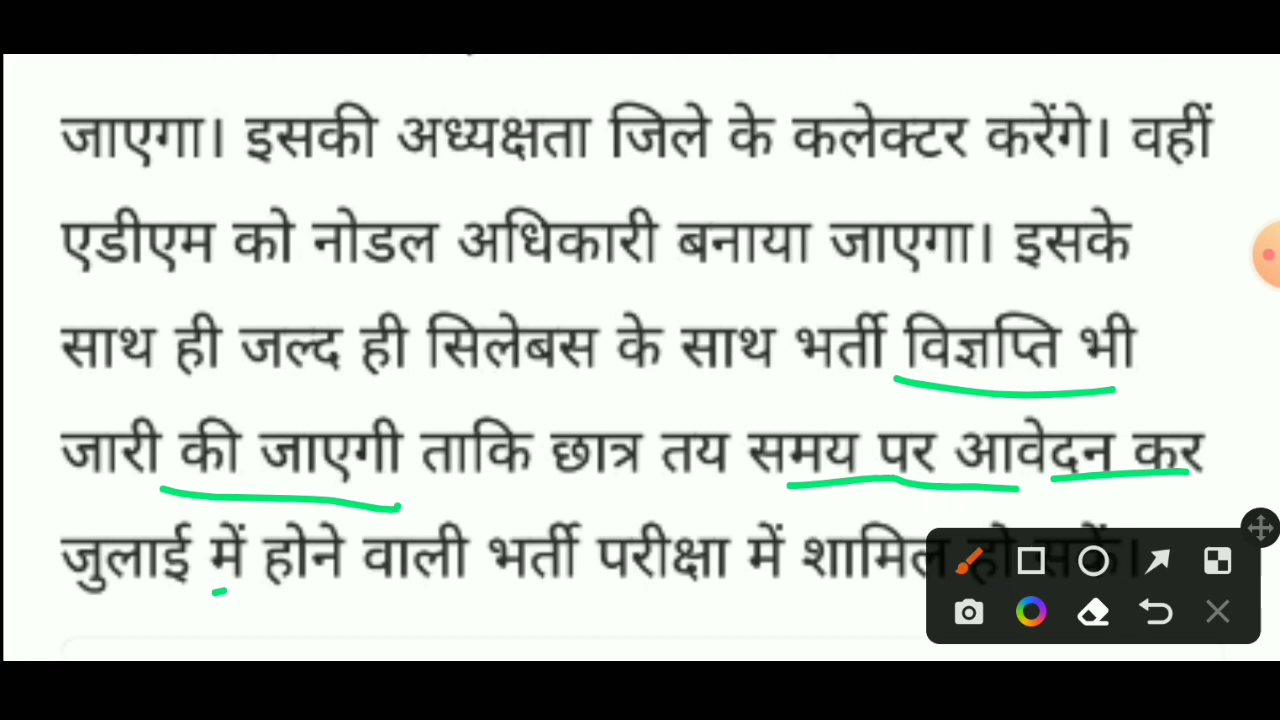 जाएगा। इसकी अध्यक्षता जिले के कलेक्टर करेंगे। वहीं
एडीएम को नोडल अधिकारी बनाया जाएगा। इसके
साथ ही जल्द ही सिलेबस के साथ भर्ती विज्ञप्ति भी
जारी की जाएगी ताकि छात्र तय समय पर आवेदन कर
जुलाई में होने वाली भर्ती परीक्षा में शामिल हो सकें।